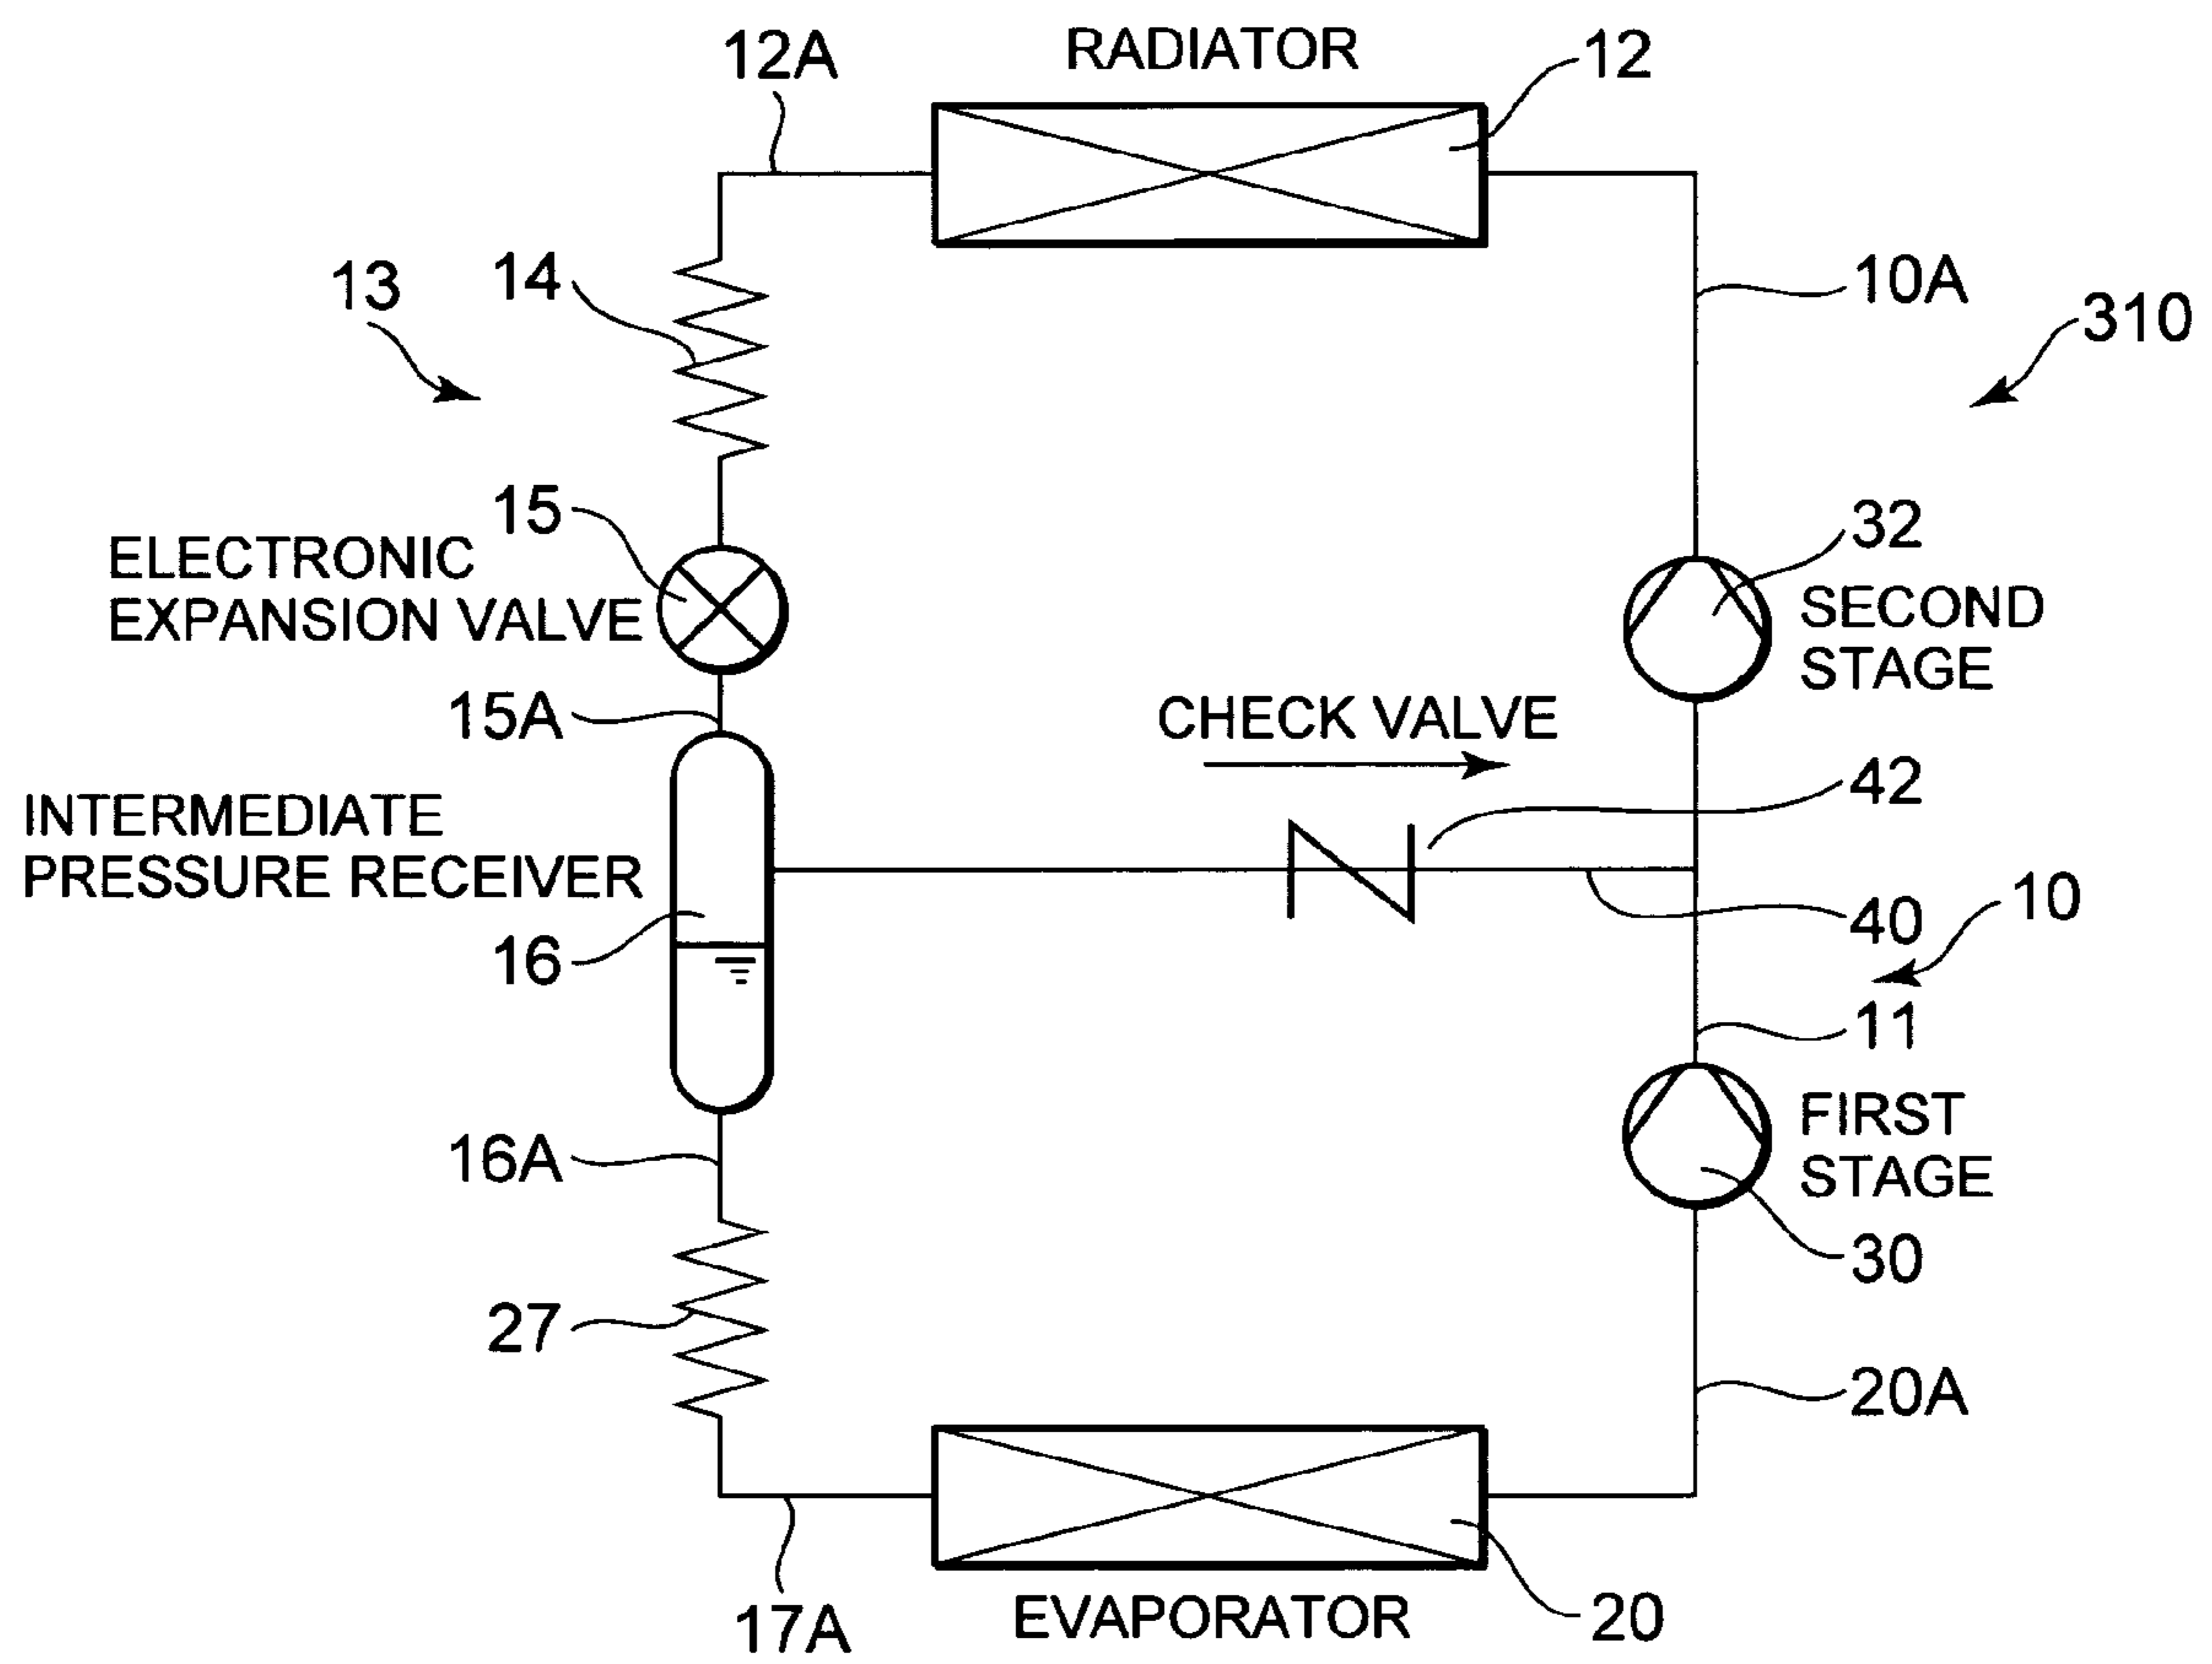 12A
RADIATOR
12
13
14
10A
310
15
ELECTRONIC
EXPANSION VALVE
32
SECOND
STAGE
15A
CHECK VALVE
42
INTERMEDIATE
PRESSURE RECEIVER
16
40
10
11
16A
FIRST
STAGE
30
27
20A
17A
EVAPORATOR
20